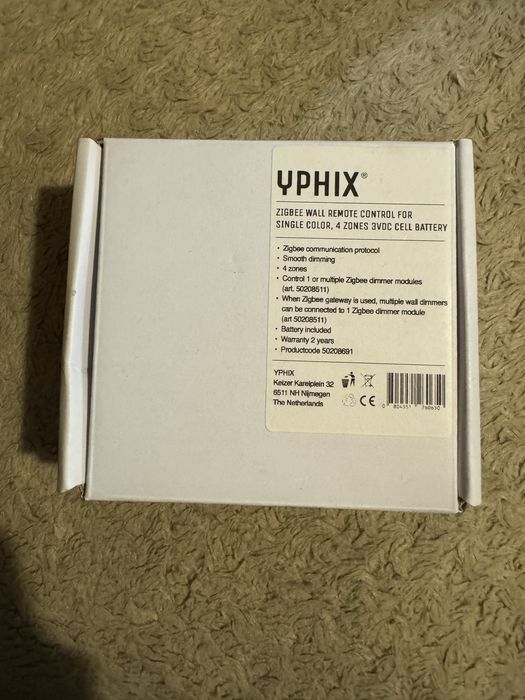 YPHIX®
ZIGBEE WALL REMOTE CONTROL FOR
SINGLE COLOR, 4 ZONES 3VDC CELL BATTERY
• Zigbee communication protocol
• Smooth dimming
• 4 zones
• Control 1 or multiple Zigbee dimmer modules
(art. 50208511)
• When Zigbee gateway is used, multiple wall dimmers
can be connected to 1 Zigbee dimmer module
(art 50208511)
• Battery included
• Warranty 2 years
• Productcode 50208691
YPHIX
Keizer Karelplein 32
6511 NH Nijmegen
The Netherlands
CE
0 804551 760650